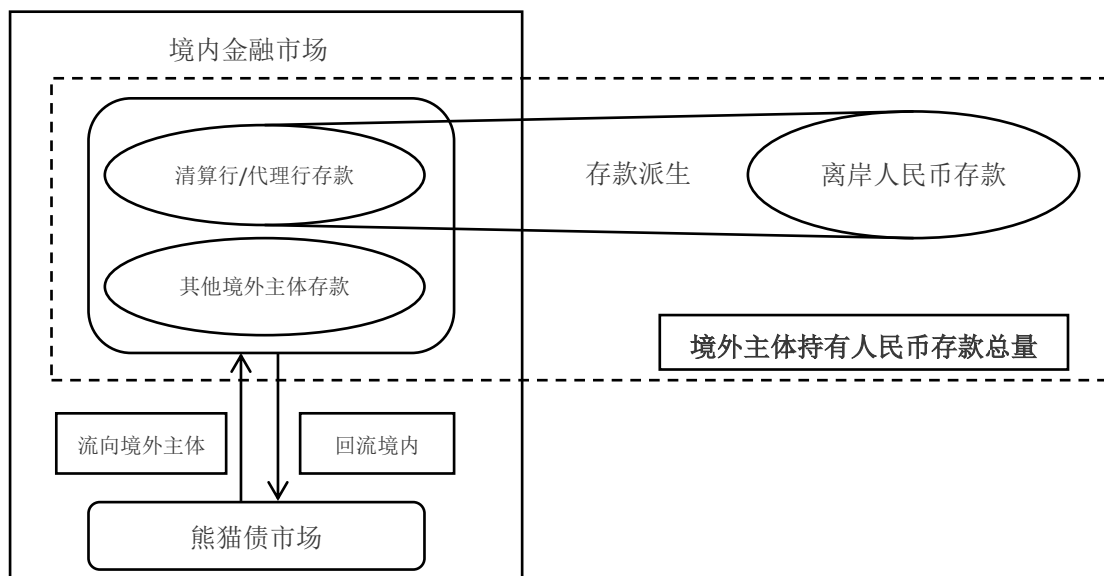 境内金融市场
清算行/代理行存款
存款派生
离岸人民币存款
其他境外主体存款
境外主体持有人民币存款总量
流向境外主体
回流境内
熊猫债市场